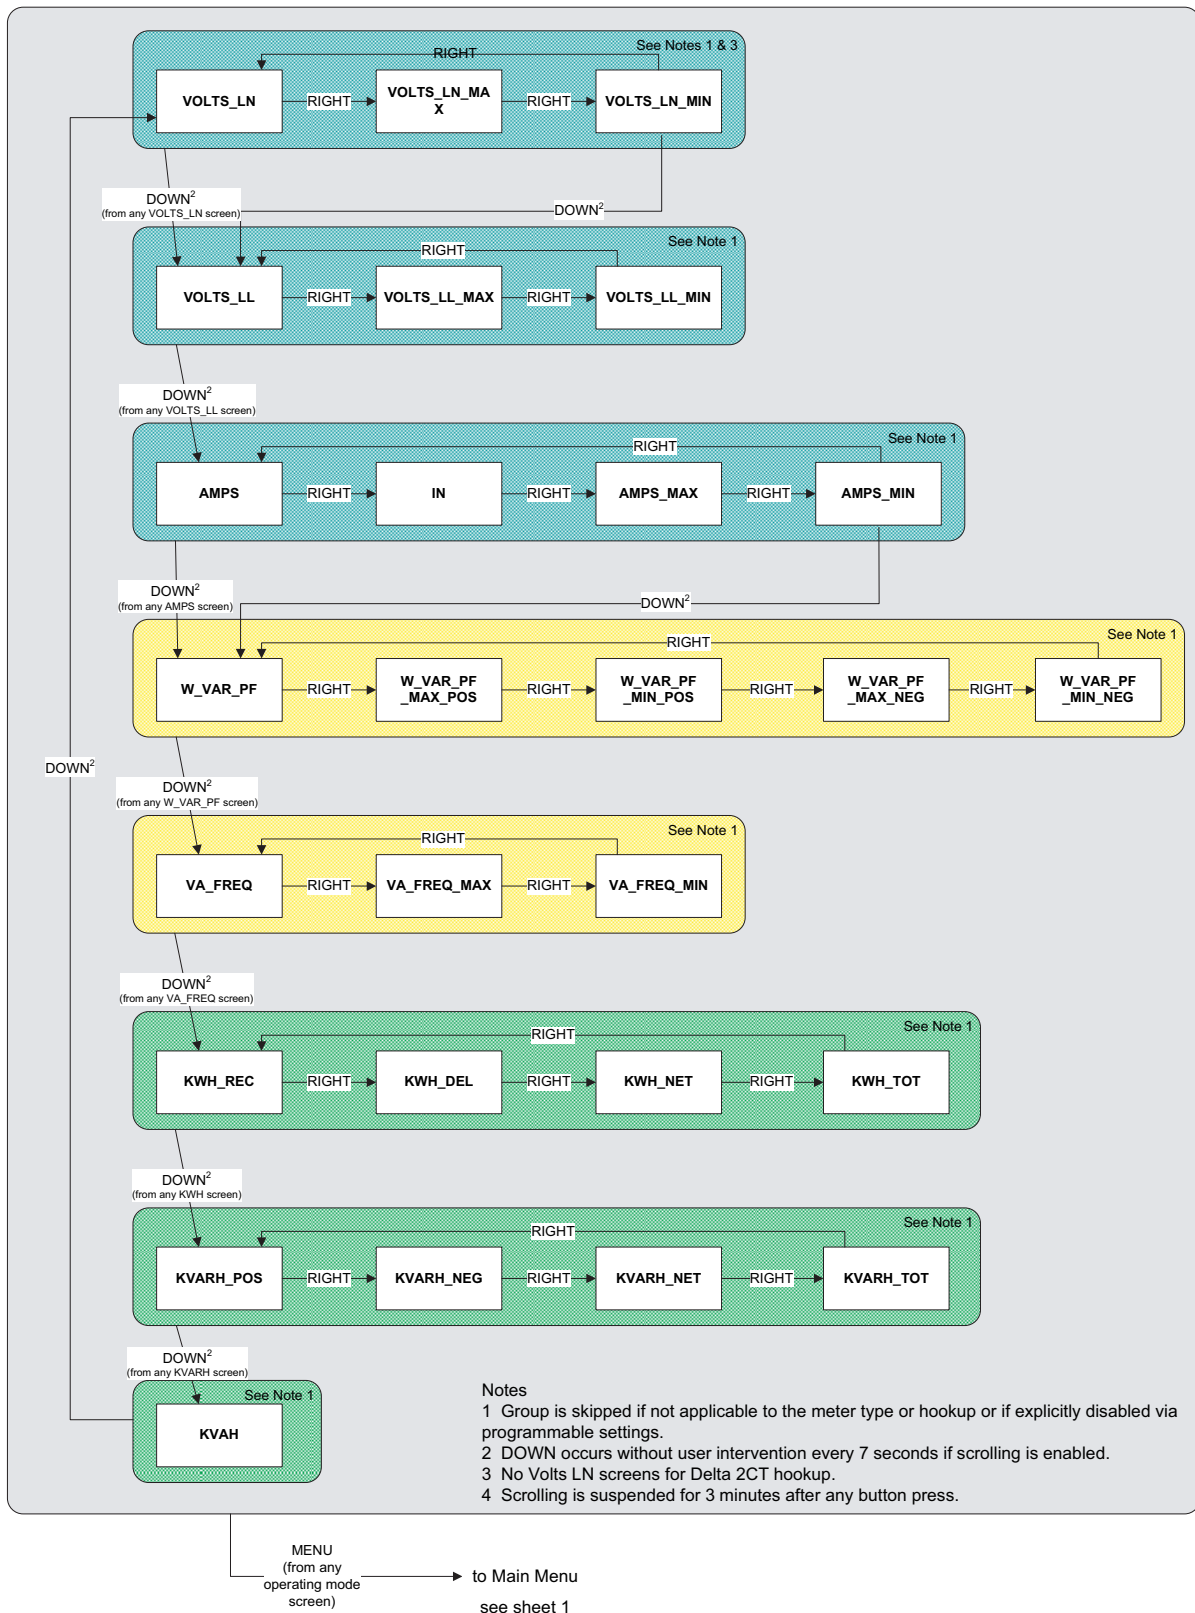 See Notes 1 & 3
RIGHT
VOLTS_LN
RIGHT
VOLTS_LN_MA
X
RIGHT
VOLTS_LN_MIN
DOWN2
(from any VOLTS_LN screen)
DOWN2
See Note 1
RIGHT
VOLTS_LL
RIGHT
VOLTS_LL_MAX
RIGHT
VOLTS_LL_MIN
DOWN2
(from any VOLTS_LL screen)
See Note 1
RIGHT
AMPS
RIGHT
IN
RIGHT
AMPS_MAX
RIGHT
AMPS_MIN
DOWN2
(from any AMPS screen)
DOWN2
See Note 1
RIGHT
W_VAR_PF
RIGHT
W_VAR_PF
_MAX_POS
RIGHT
W_VAR_PF
_MIN_POS
RIGHT
W_VAR_PF
_MAX_NEG
RIGHT
W_VAR_PF
_MIN_NEG
DOWN2
DOWN2
(from any W_VAR_PF screen)
See Note 1
RIGHT
VA_FREQ
RIGHT
VA_FREQ_MAX
RIGHT
VA_FREQ_MIN
DOWN2
(from any VA_FREQ screen)
See Note 1
RIGHT
KWH_REC
RIGHT
KWH_DEL
RIGHT
KWH_NET
RIGHT
KWH_TOT
DOWN2
(from any KWH screen)
See Note 1
RIGHT
KVARH_POS
RIGHT
KVARH_NEG
RIGHT
KVARH_NET
RIGHT
KVARH_TOT
DOWN2
(from any KVARH screen)
See Note 1
KVAH
Notes
1 Group is skipped if not applicable to the meter type or hookup or if explicitly disabled via
programmable settings.
2 DOWN occurs without user intervention every 7 seconds if scrolling is enabled.
3 No Volts LN screens for Delta 2CT hookup.
4 Scrolling is suspended for 3 minutes after any button press.
MENU
(from any
operating mode
screen)
to Main Menu
see sheet 1